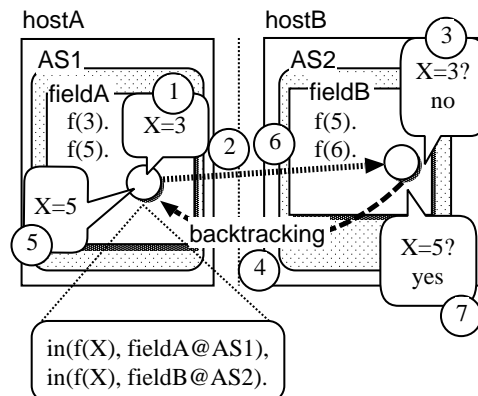 hostA
hostB
AS1
AS2
fieldA
fieldB
1
3
X=3
X=3?
no
f(3).
f(5).
f(5).
f(6).
2
6
X=5
5
backtracking
4
X=5?
yes
7
in(f(X), fieldA@AS1),
in(f(X), fieldB@AS2).